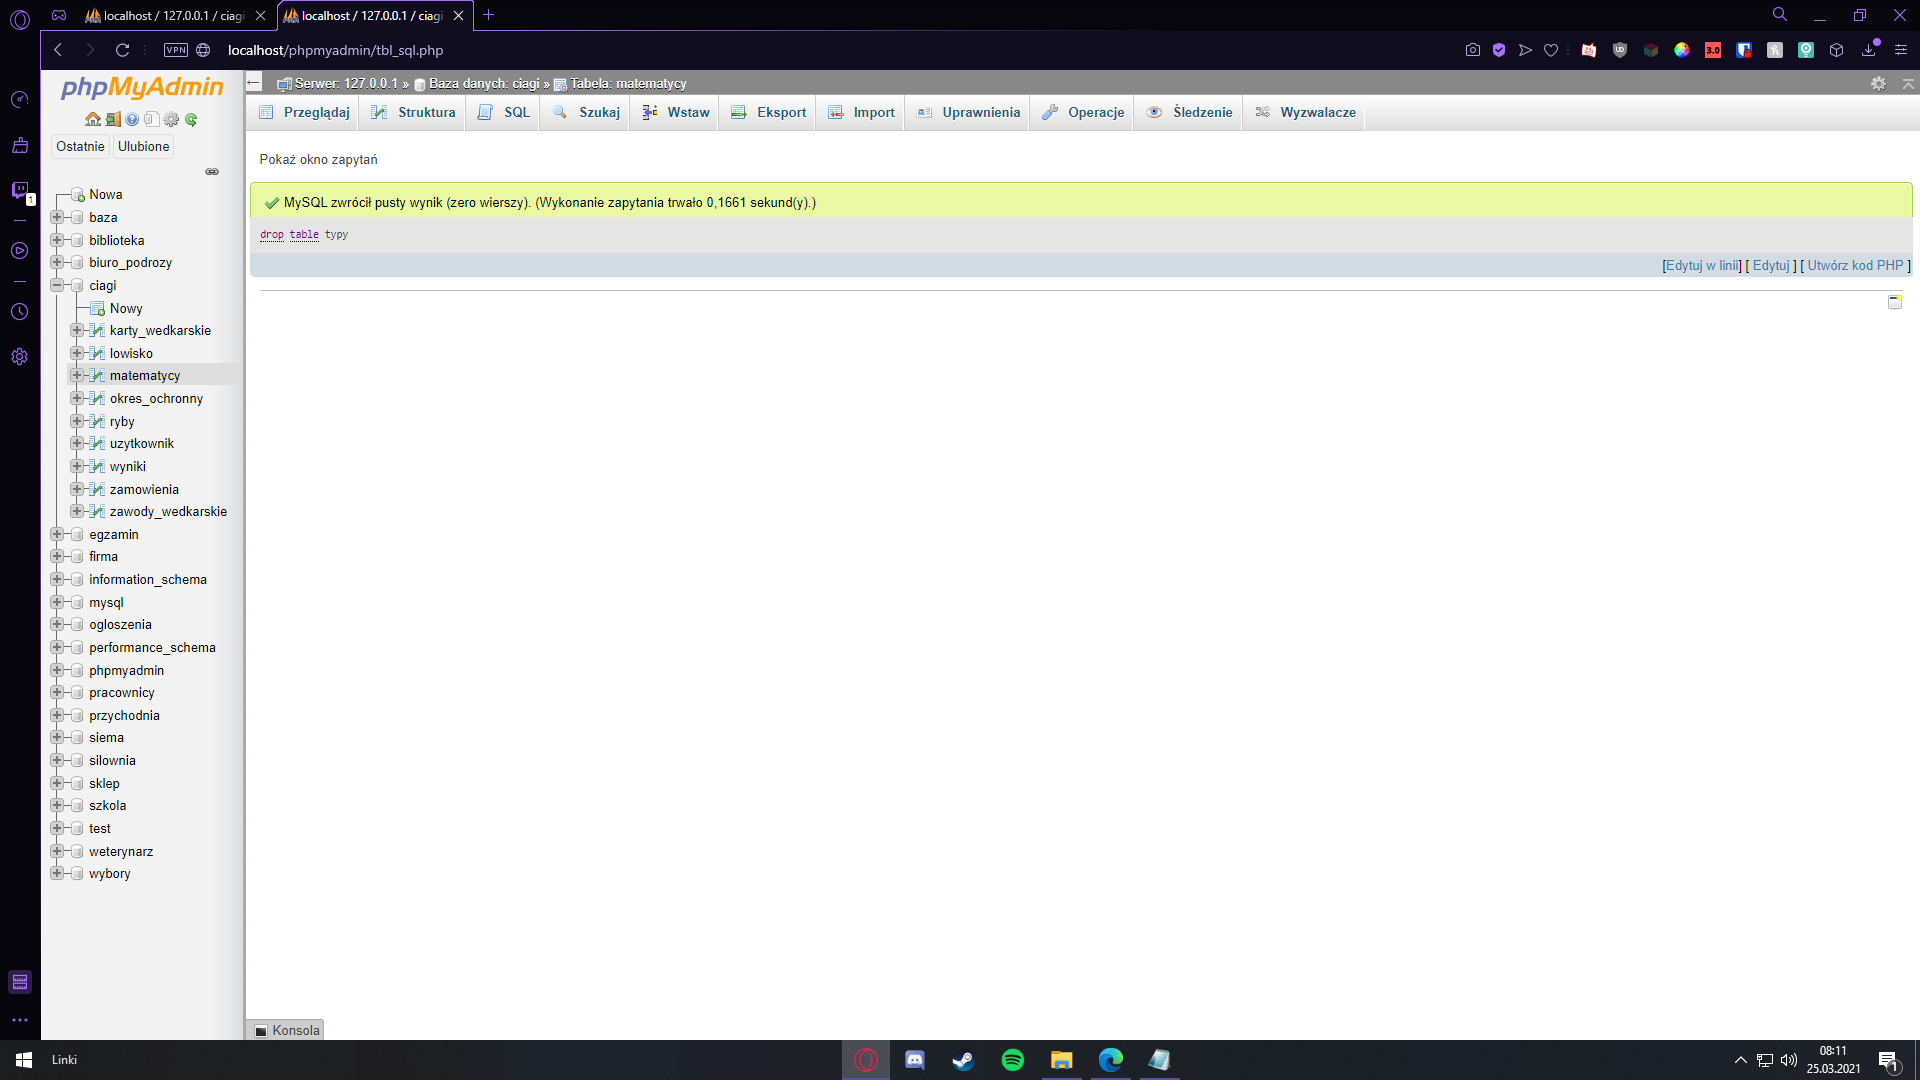 localhost / 127.0.0.1 / ciagi
localhost / 127.0.0.1 / ciagi
VPN
localhost/phpmyadmin/tbl_sql.php
3.0
phpMyAdmin
Ostatnie
Ulubione
Nowa
baza
biblioteka
biuro_podrozy
ciagi
Nowy
karty_wedkarskie
lowisko
matematycy
okres_ochronny
ryby
uzytkownik
wyniki
zamowienia
zawody_wedkarskie
egzamin
firma
information_schema
mysql
ogloszenia
performance_schema
phpmyadmin
pracownicy
przychodnia
siema
silownia
sklep
szkola
test
weterynarz
wybory
Serwer: 127.0.0.1 » Baza danych: ciagi » Tabela: matematycy
Przeglądaj
Struktura
SQL
Szukaj
Wstaw
Eksport
Import
Uprawnienia
Operacje
Śledzenie
Wyzwalacze
Pokaż okno zapytań
MySQL zwrócił pusty wynik (zero wierszy). (Wykonanie zapytania trwało 0,1661 sekund(y).)
drop table typy
[Edytuj w linii] [ Edytuj ] [ Utwórz kod PHP ]
Konsola
1
Linki
08:11
25.03.2021
1